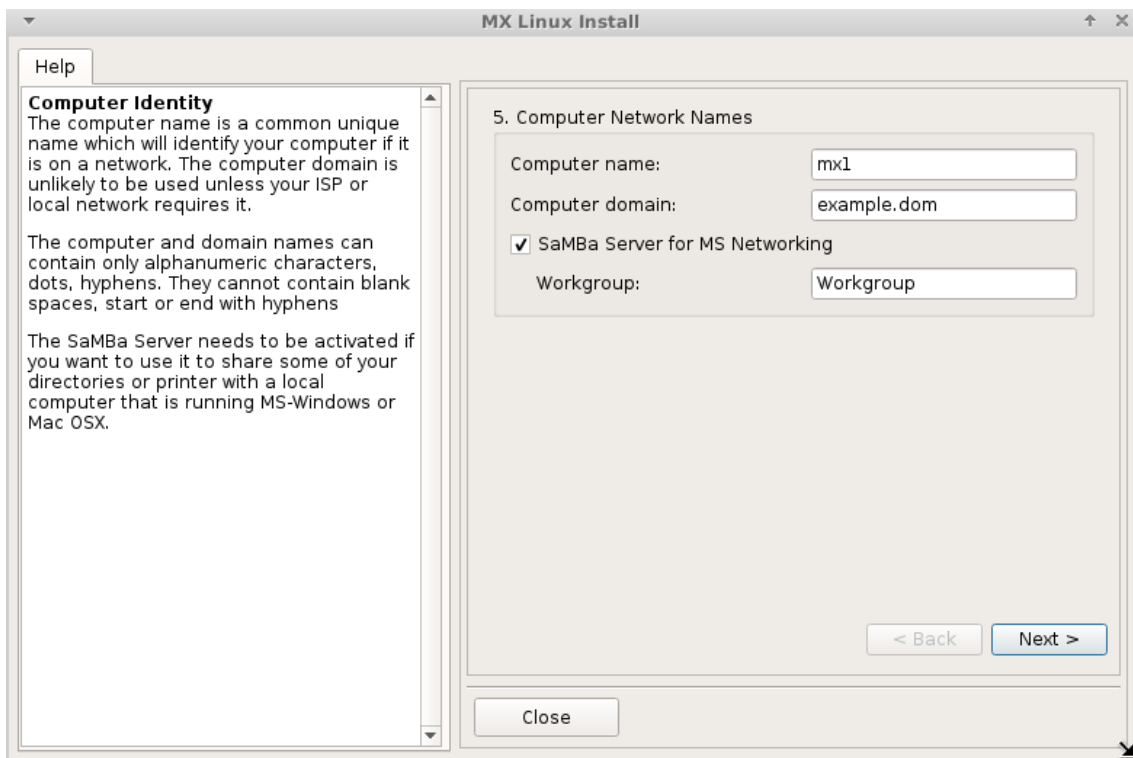 MX Linux Install
Help
Computer Identity
The computer name is a common unique
name which will identify your computer if it
is on a network. The computer domain is
unlikely to be used unless your ISP or
local network requires it.
The computer and domain names can
contain only alphanumeric characters,
dots, hyphens. They cannot contain blank
spaces, start or end with hyphens
The SaMBa Server needs to be activated if
you want to use it to share some of your
directories or printer with a local
computer that is running MS-Windows or
Mac OSX.
5. Computer Network Names
Computer name: mx1
Computer domain: example.dom
SaMBa Server for MS Networking
Workgroup: Workgroup
< Back Next >
Close